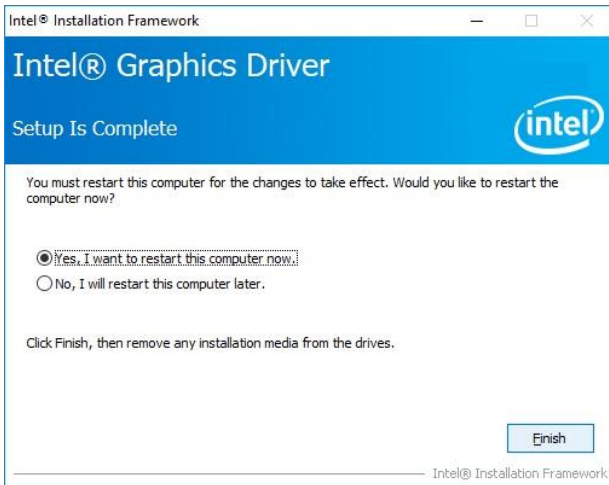 Intel® Installation Framework
Intel® Graphics Driver
Setup Is Complete
intel
You must restart this computer for the changes to take effect. Would you like to restart the
computer now?
Yes, I want to restart this computer now.
No, I will restart this computer later.
Click Finish, then remove any installation media from the drives.
Finish
Intel® Installation Framework